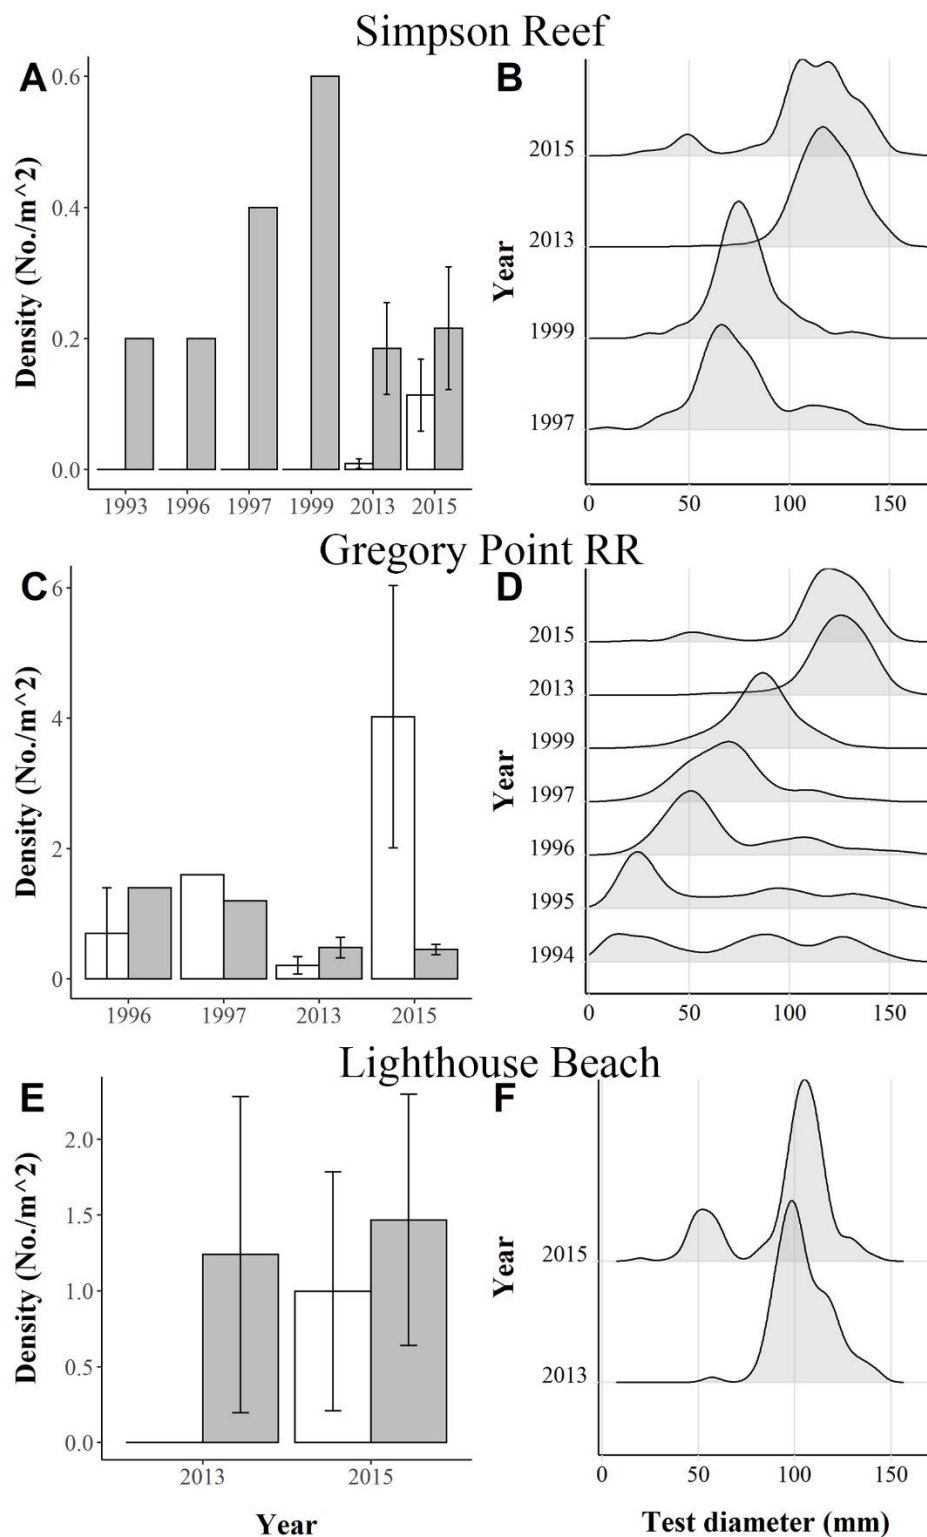 Simpson Reef
A
Density (No./m^2)
0.6
0.4
0.2
0.0
1993 1996 1997 1999 2013 2015
B
Year
2015
2013
1999
1997
0 50 100 150
Gregory Point RR
C
Density (No./m^2)
6
4
2
0
1996 1997 2013 2015
D
Year
2015
2013
1999
1997
1996
1995
1994
0 50 100 150
Lighthouse Beach
E
Density (No./m^2)
2.0
1.5
1.0
0.5
0.0
2013 2015
Year
F
Year
2015
2013
0 50 100 150
Test diameter (mm)